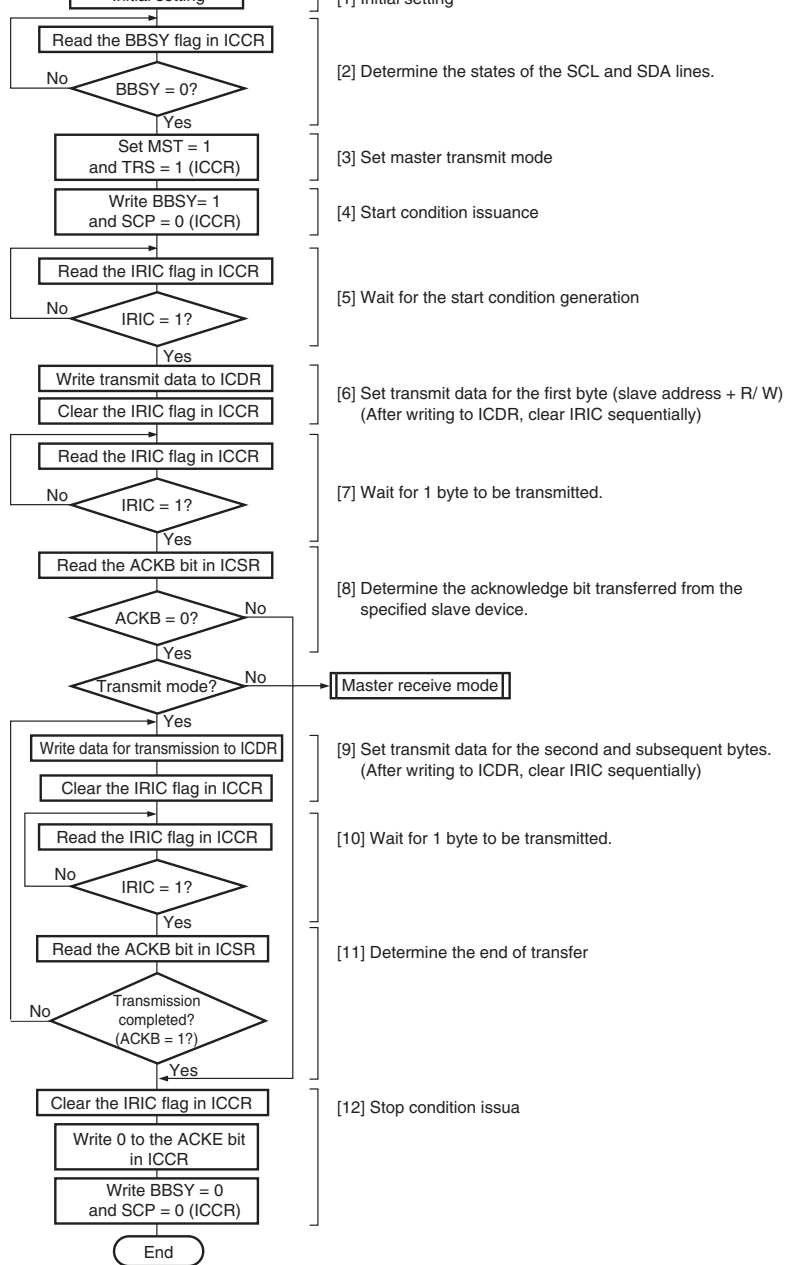 [1] Initial setting
Read the BBSY flag in ICCR
No
BBSY = 0?
[2] Determine the states of the SCL and SDA lines.
Yes
Set MST = 1
and TRS = 1 (ICCR)
[3] Set master transmit mode
Write BBSY= 1
and SCP = 0 (ICCR)
[4] Start condition issuance
Read the IRIC flag in ICCR
No
IRIC = 1?
[5] Wait for the start condition generation
Yes
Write transmit data to ICDR
Clear the IRIC flag in ICCR
[6] Set transmit data for the first byte (slave address + R/ W)
(After writing to ICDR, clear IRIC sequentially)
Read the IRIC flag in ICCR
No
IRIC = 1?
[7] Wait for 1 byte to be transmitted.
Yes
Read the ACKB bit in ICSR
ACKB = 0?
No
[8] Determine the acknowledge bit transferred from the
specified slave device.
Yes
Transmit mode?
No
Master receive mode
Yes
Write data for transmission to ICDR
Clear the IRIC flag in ICCR
[9] Set transmit data for the second and subsequent bytes.
(After writing to ICDR, clear IRIC sequentially)
Read the IRIC flag in ICCR
No
IRIC = 1?
[10] Wait for 1 byte to be transmitted.
Yes
Read the ACKB bit in ICSR
[11] Determine the end of transfer
No
Transmission
completed?
(ACKB = 1?)
Yes
Clear the IRIC flag in ICCR
[12] Stop condition issua
Write 0 to the ACKE bit
in ICCR
Write BBSY = 0
and SCP = 0 (ICCR)
End